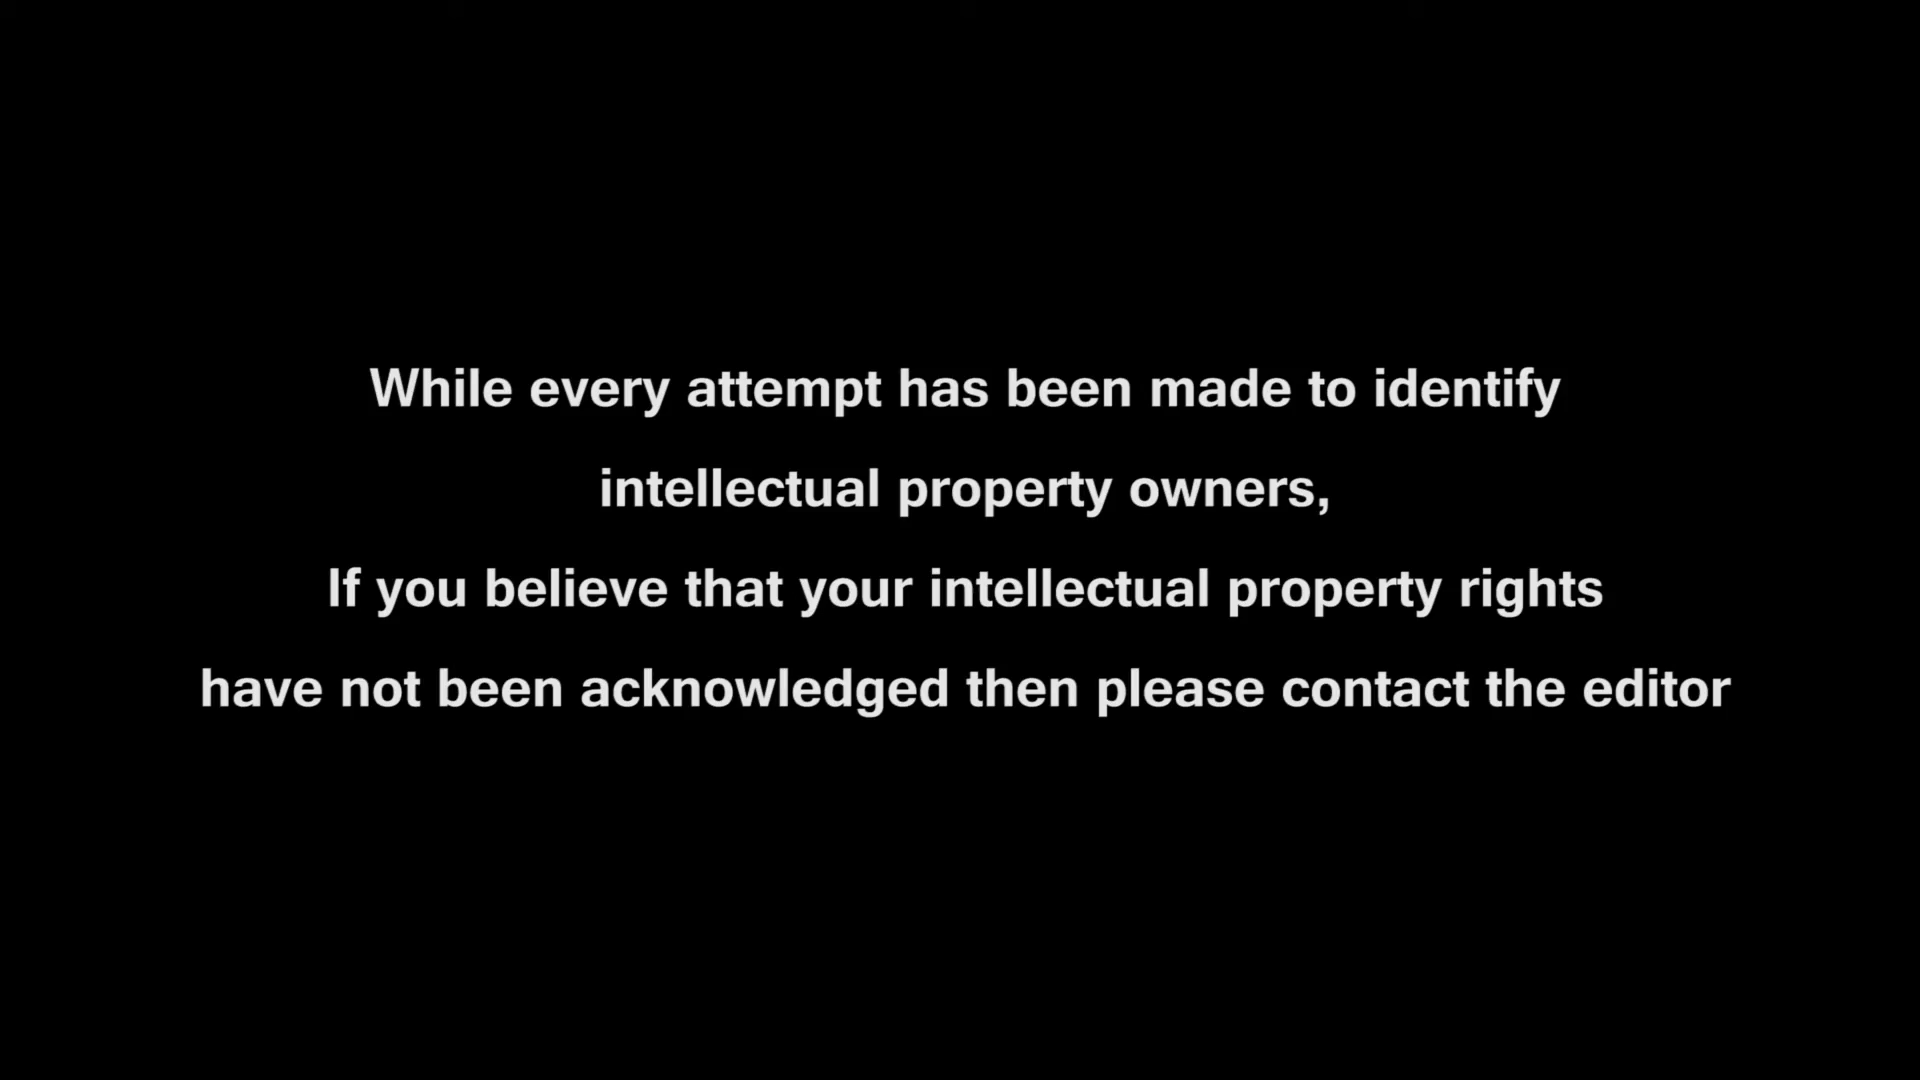 While every attempt has been made to identify
intellectual property owners,
If you believe that your intellectual property rights
have not been acknowledged then please contact the editor